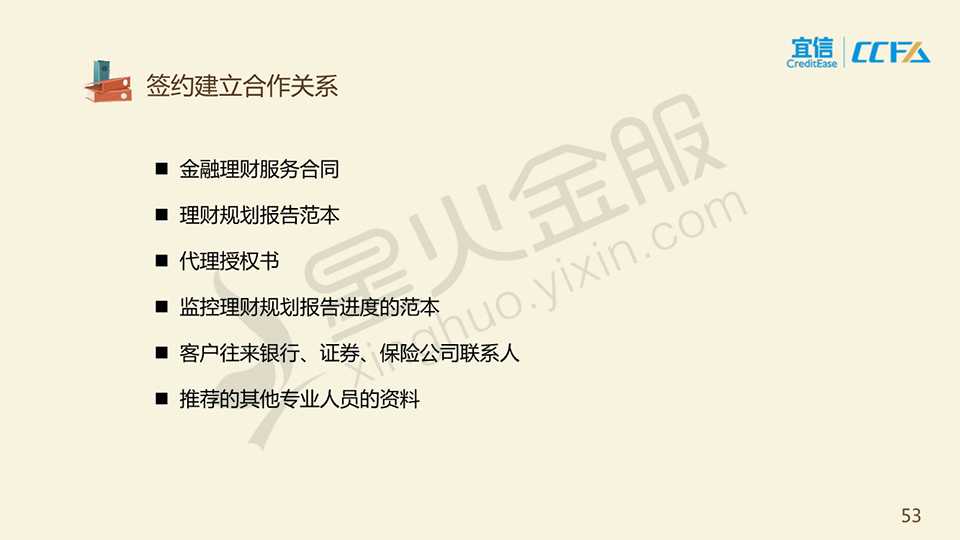 宜信
CreditEase
CCFA
签约建立合作关系
■ 金融理财服务合同
■ 理财规划报告范本
■ 代理授权书
■ 监控理财规划报告进度的范本
■ 客户往来银行、证券、保险公司联系人
■ 推荐的其他专业人员的资料
星火金服
xinghuo.yixin.com
53